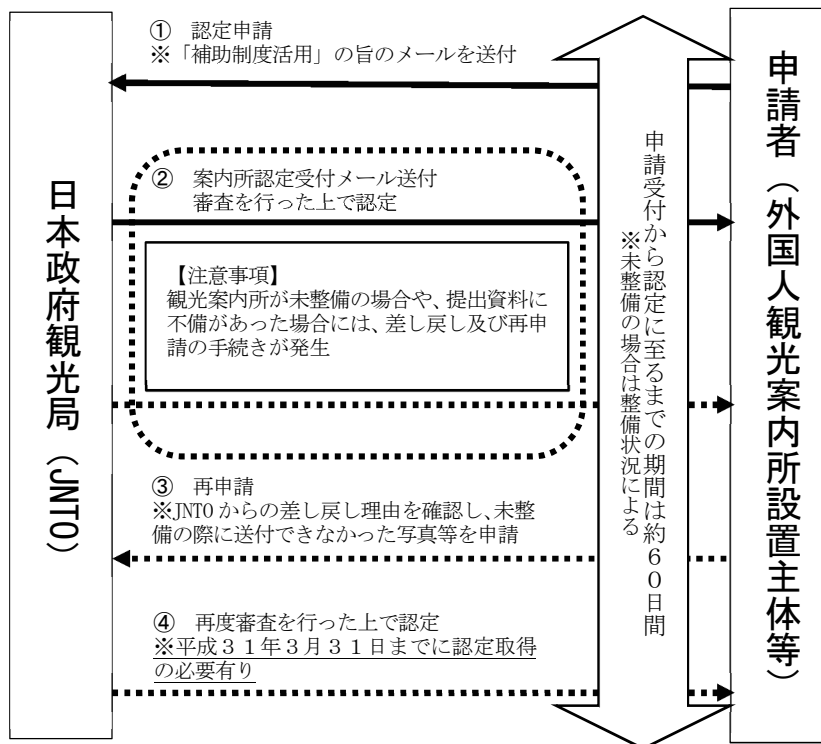 ① 認定申請
※「補助制度活用」の旨のメールを送付
② 案内所認定受付メール送付
審査を行った上で認定
【注意事項】
観光案内所が未整備の場合や、提出資料に
不備があった場合には、差し戻し及び再申
請の手続きが発生
③ 再申請
※JNTOからの差し戻し理由を確認し、未整
備の際に送付できなかった写真等を申請
④ 再度審査を行った上で認定
※平成３１年３月３１日までに認定取得
の必要有り
日本政府観光局（JNTO）
申請受付から認定に至るまでの期間は約６０日間
※未整備の場合は整備状況による
申請者（外国人観光案内所設置主体等）